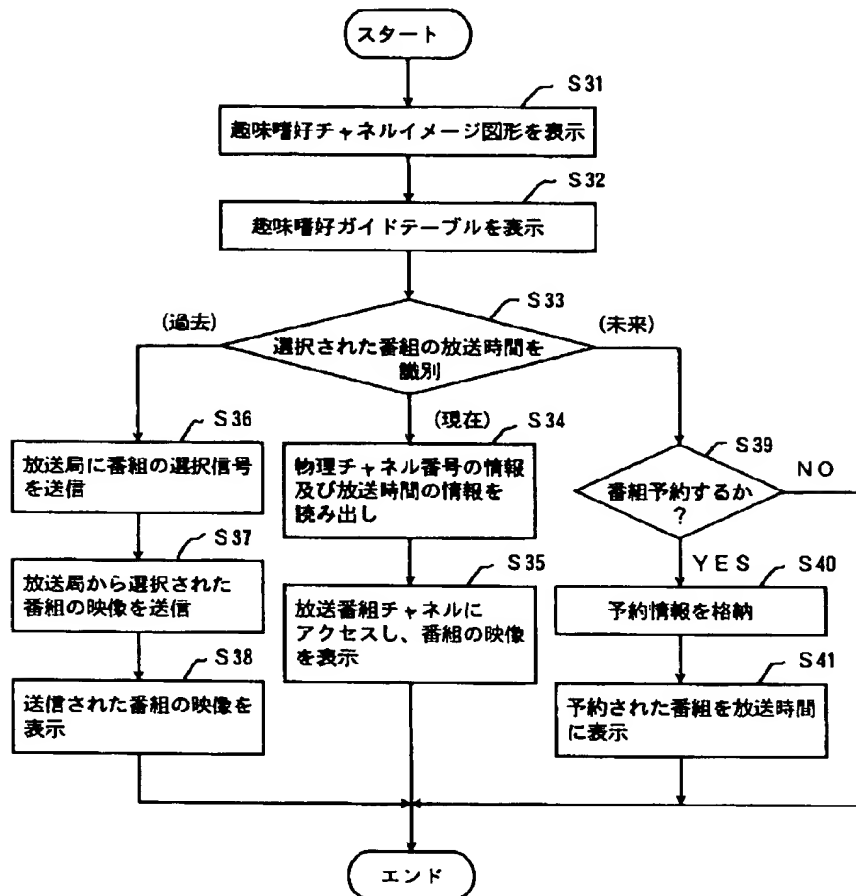 スタート
S31
趣味嗜好チャネルイメージ図形を表示
S32
趣味嗜好ガイドテーブルを表示
S33
(過去)
(未来)
選択された番組の放送時間を
識別
S36
放送局に番組の選択信号
を送信
S37
放送局から選択された
番組の映像を送信
S38
送信された番組の映像を
表示
(現在)
S34
物理チャネル番号の情報
及び放送時間の情報を
読み出し
S35
放送番組チャネルに
アクセスし、番組の映像
を表示
S39
番組予約するか
?
NO
YES
S40
予約情報を格納
S41
予約された番組を放送時間
に表示
エンド